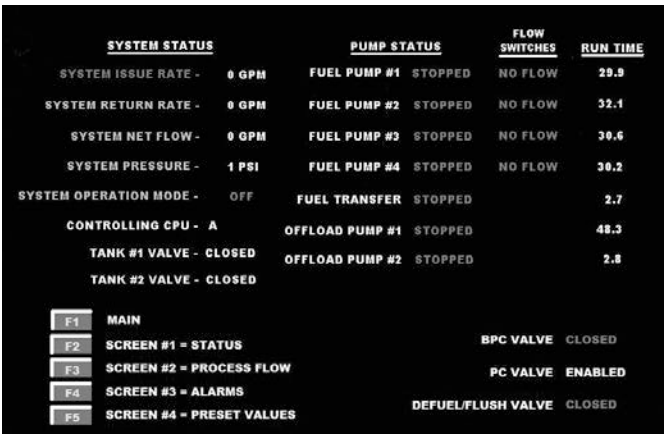 SYSTEM STATUS PUMP STATUS FLOW SWITCHES RUN TIME
SYSTEM ISSUE RATE - 0 GPM FUEL PUMP #1 STOPPED NO FLOW 29.9
SYSTEM RETURN RATE - 0 GPM FUEL PUMP #2 STOPPED NO FLOW 32.1
SYSTEM NET FLOW - 0 GPM FUEL PUMP #3 STOPPED NO FLOW 30.6
SYSTEM PRESSURE - 1 PSI FUEL PUMP #4 STOPPED NO FLOW 30.2
SYSTEM OPERATION MODE - OFF FUEL TRANSFER STOPPED 2.7
CONTROLLING CPU - A OFFLOAD PUMP #1 STOPPED 48.3
TANK #1 VALVE - CLOSED OFFLOAD PUMP #2 STOPPED 2.8
TANK #2 VALVE - CLOSED
F1 MAIN
F2 SCREEN #1 = STATUS BPC VALVE CLOSED
F3 SCREEN #2 = PROCESS FLOW PC VALVE ENABLED
F4 SCREEN #3 = ALARMS
F5 SCREEN #4 = PRESET VALUES DEFUEL/FLUSH VALVE CLOSED